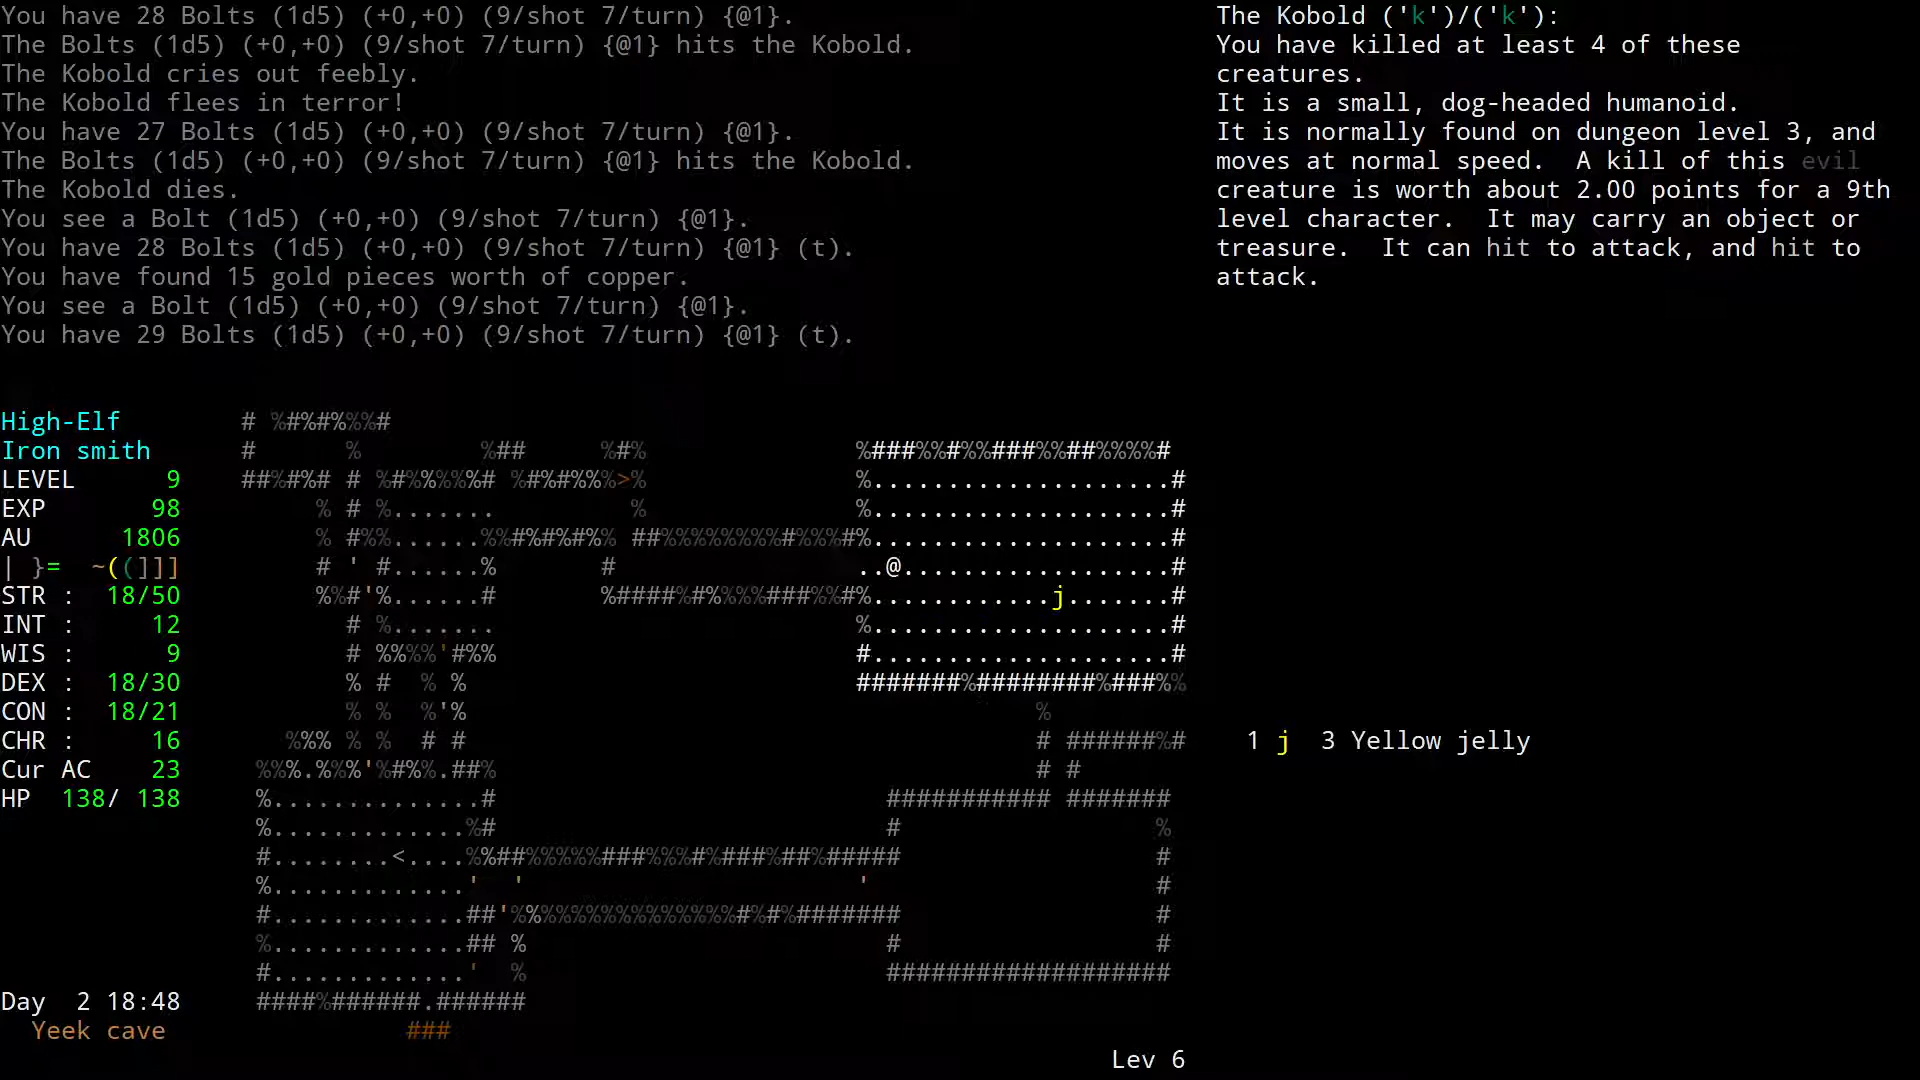 You have 28 Bolts (1d5) (+0,+0) (9/shot 7/turn) {@1}.
The Bolts (1d5) (+0,+0) (9/shot 7/turn) {@1} hits the Kobold.
The Kobold cries out feebly.
The Kobold flees in terror!
You have 27 Bolts (1d5) (+0,+0) (9/shot 7/turn) {@1}.
The Bolts (1d5) (+0,+0) (9/shot 7/turn) {@1} hits the Kobold.
The Kobold dies.
You see a Bolt (1d5) (+0,+0) (9/shot 7/turn) {@1}.
You have 28 Bolts (1d5) (+0,+0) (9/shot 7/turn) {@1} (t).
You have found 15 gold pieces worth of copper.
You see a Bolt (1d5) (+0,+0) (9/shot 7/turn) {@1}.
You have 29 Bolts (1d5) (+0,+0) (9/shot 7/turn) {@1} (t).
The Kobold ('k')/('k'):
You have killed at least 4 of these
creatures.
It is a small, dog-headed humanoid.
It is normally found on dungeon level 3, and
moves at normal speed.  A kill of this evil
creature is worth about 2.00 points for a 9th
level character.  It may carry an object or
treasure.  It can hit to attack, and hit to
attack.
High-Elf
Iron smith
LEVEL 9
EXP 98
AU 1806
| }=  ~((]]]
STR : 18/50
INT : 12
WIS : 9
DEX : 18/30
CON : 18/21
CHR : 16
Cur AC 23
HP 138/ 138
Day 2 18:48
Yeek cave
1 j 3 Yellow jelly
Lev 6